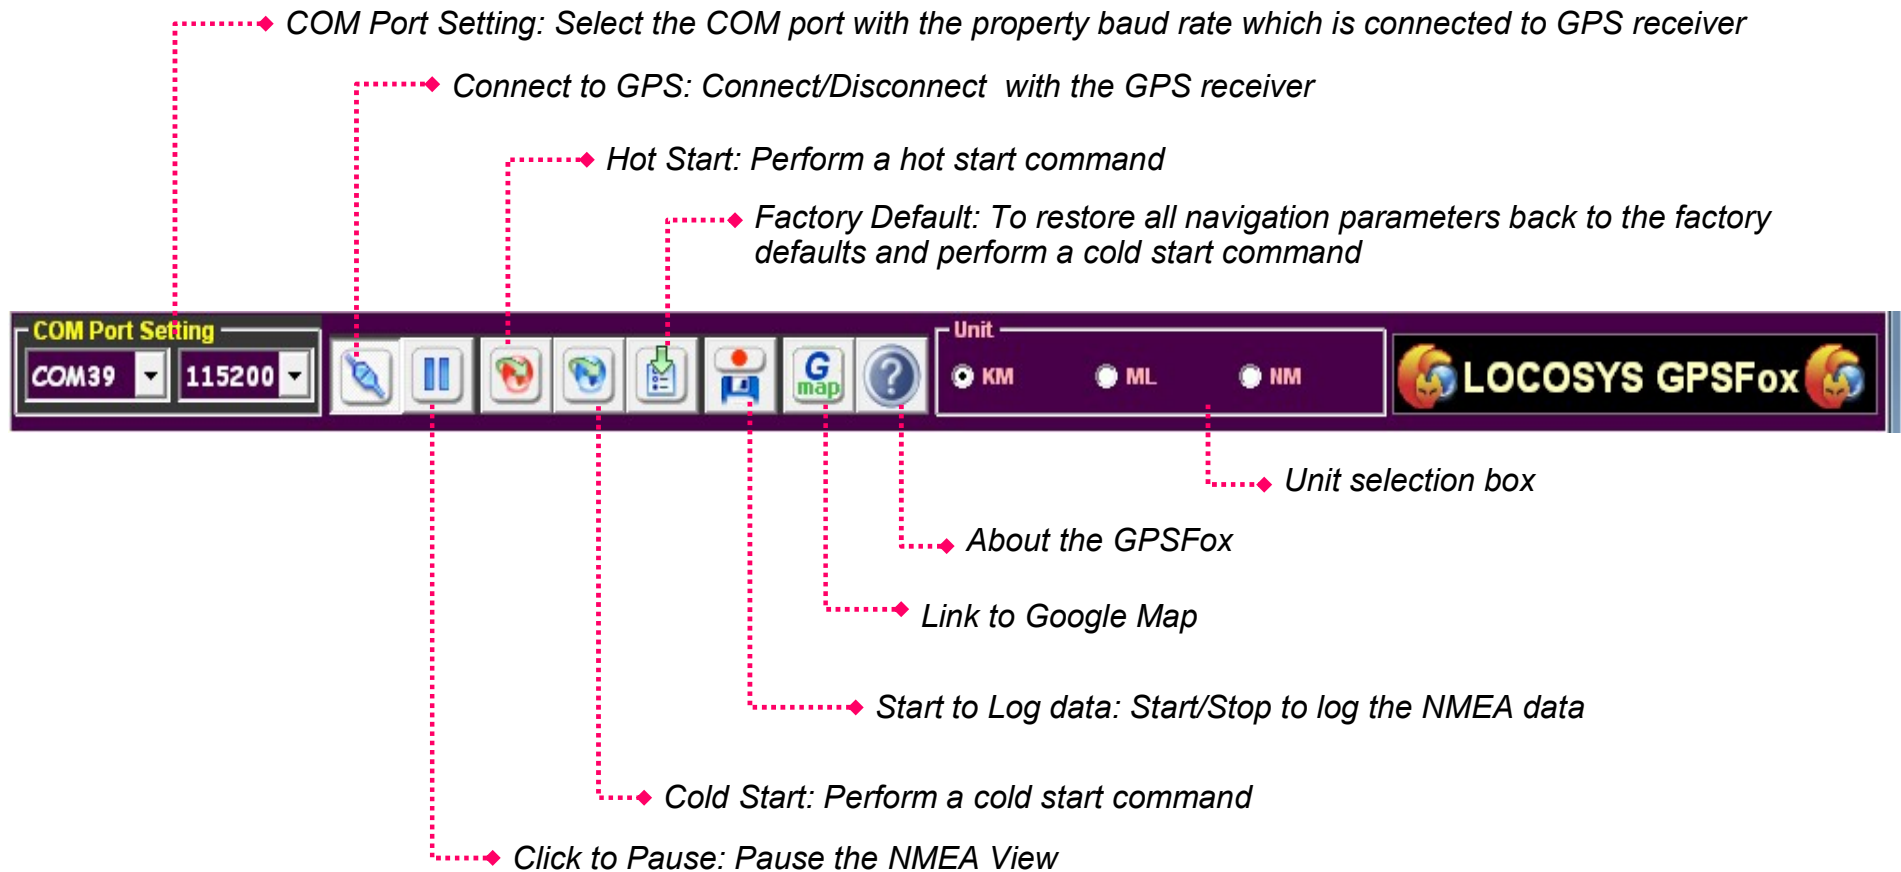 COM Port Setting: Select the COM port with the property baud rate which is connected to GPS receiver
Connect to GPS: Connect/Disconnect with the GPS receiver
Hot Start: Perform a hot start command
Factory Default: To restore all navigation parameters back to the factory
defaults and perform a cold start command
COM Port Setting
COM39
115200
G
map
?
Unit
KM
ML
NM
LOCOSYS GPSFox
Unit selection box
About the GPSFox
Link to Google Map
Start to Log data: Start/Stop to log the NMEA data
Cold Start: Perform a cold start command
Click to Pause: Pause the NMEA View